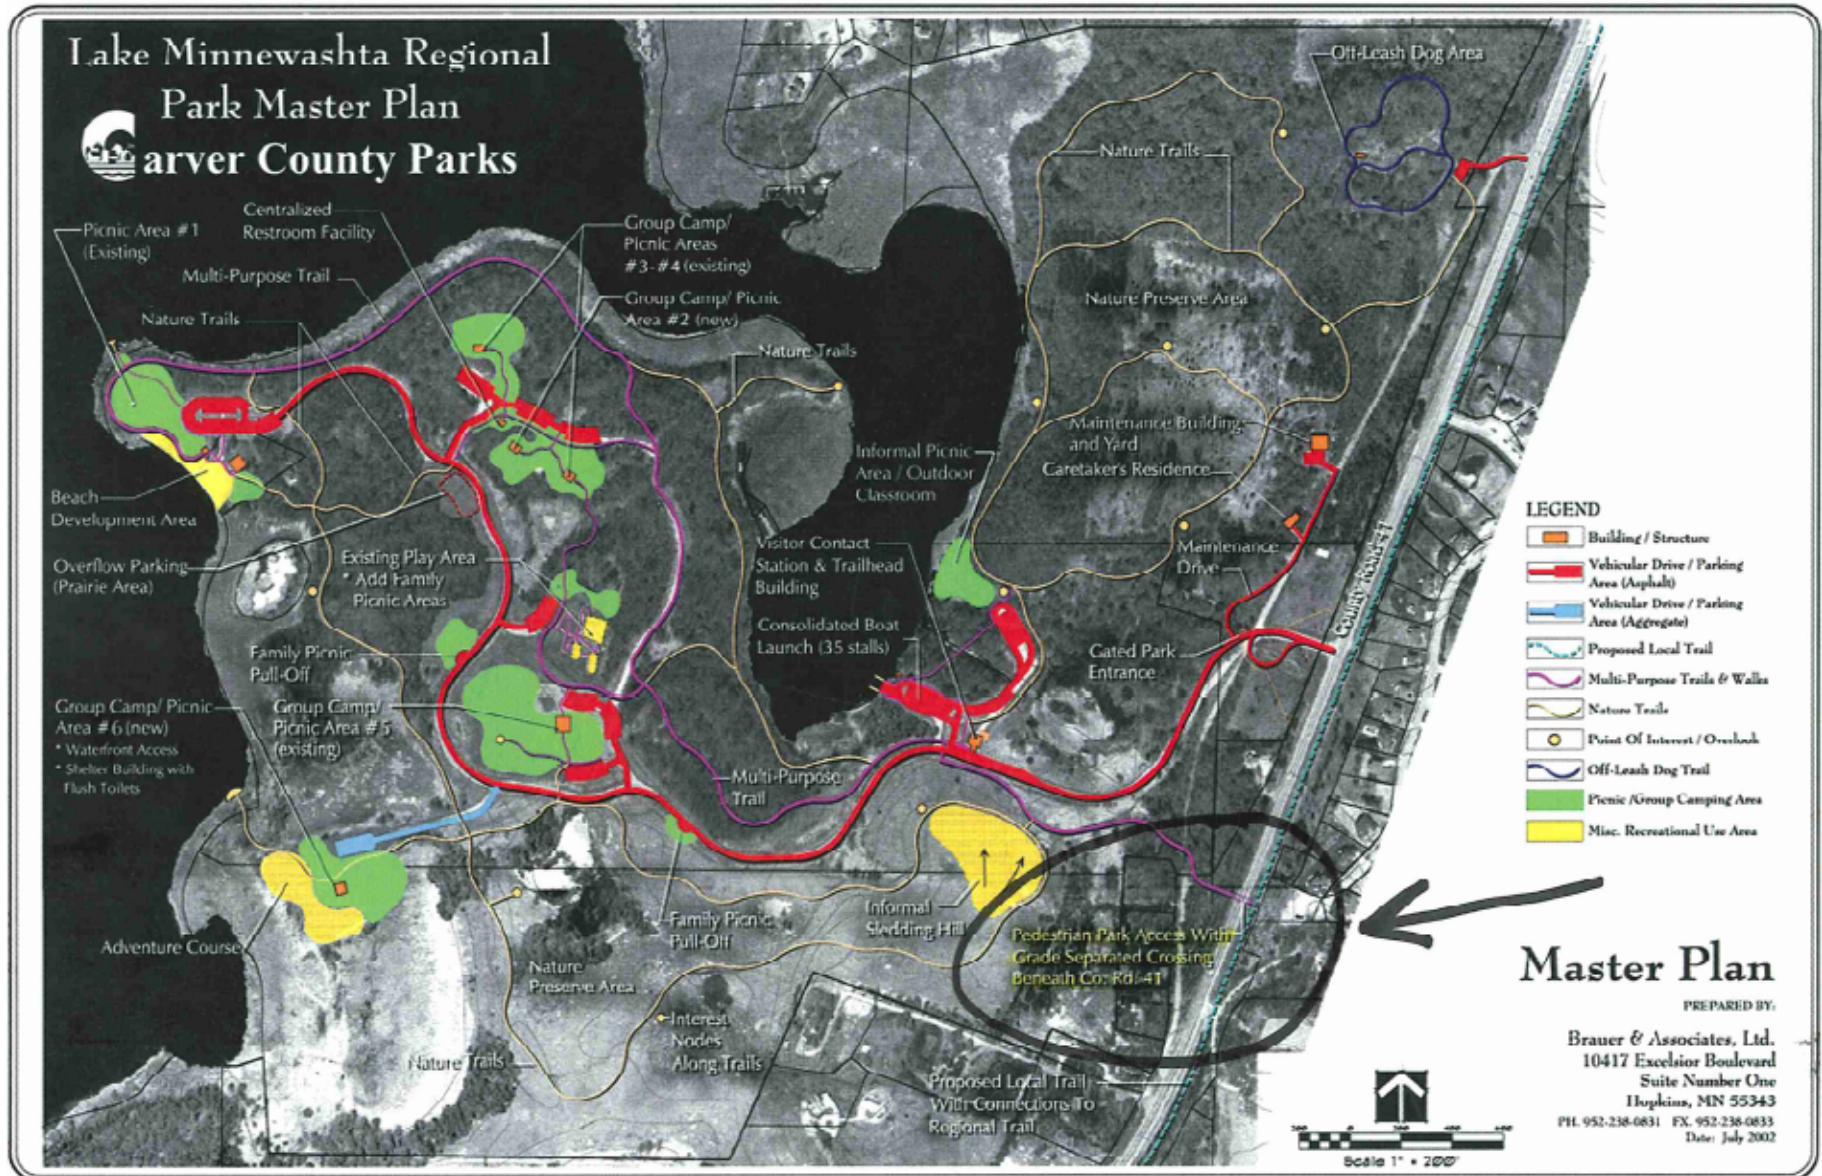 Lake Minnewashta Regional
Park Master Plan
Carver County Parks
Off-Leash Dog Area
Nature Trails
Centralized
Restroom Facility
Picnic Area #1
(Existing)
Group Camp/
Picnic Areas
#3-#4 (existing)
Multi-Purpose Trail
Group Camp/ Picnic
Area #2 (new)
Nature Trails
Nature Preserve Area
Nature Trails
Maintenance Building
and Yard
Caretaker's Residence
Informal Picnic
Area / Outdoor
Classroom
Beach
Development Area
Overflow Parking
(Prairie Area)
Existing Play Area
* Add Family
Picnic Areas
Visitor Contact
Station & Trailhead
Building
Maintenance
Drive
Consolidated Boat
Launch (35 stalls)
Family Picnic
Pull-Off
Gated Park
Entrance
Group Camp/ Picnic
Area #6 (new)
* Waterfront Access
* Shelter Building with
Flush Toilets
Group Camp/
Picnic Area #5
(existing)
Multi-Purpose
Trail
Adventure Course
Family Picnic
Pull-Off
Informal
Sledding Hill
Pedestrian Park Access With
Grade Separated Crossing
Beneath Co. Rd. 41
Nature
Preserve Area
Interest
Nodes
Along Trails
Nature Trails
Proposed Local Trail
With Connections To
Regional Trail
LEGEND
Building / Structure
Vehicular Drive / Parking
Area (Asphalt)
Vehicular Drive / Parking
Area (Aggregate)
Proposed Local Trail
Multi-Purpose Trails & Walks
Nature Trails
Point Of Interest / Overlook
Off-Leash Dog Trail
Picnic /Group Camping Area
Misc. Recreational Use Area
Master Plan
PREPARED BY:
Brauer & Associates, Ltd.
10417 Excelsior Boulevard
Suite Number One
Hopkins, MN 55343
PH. 952-238-0831 FX. 952-238-0833
Date: July 2002
Scale 1" = 200'